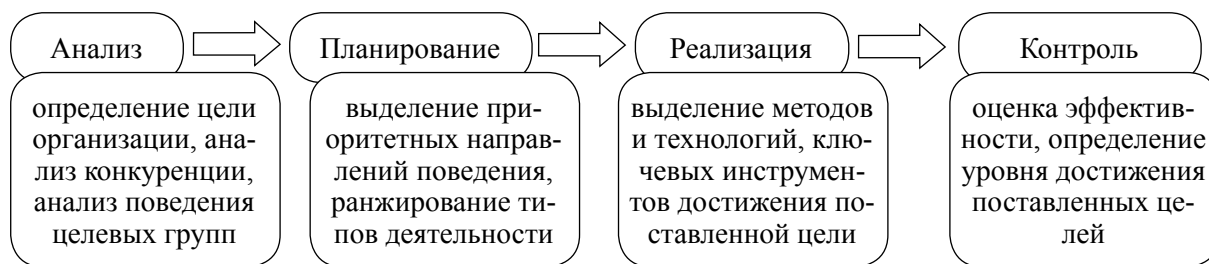 Анализ
Планирование
Реализация
Контроль
определение цели
организации, ана-
лиз конкуренции,
анализ поведения
целевых групп
выделение при-
оритетных направ-
лений поведения,
ранжирование ти-
пов деятельности
выделение методов
и технологий, клю-
чевых инструмен-
тов достижения по-
ставленной цели
оценка эффектив-
ности, определение
уровня достижения
поставленных це-
лей